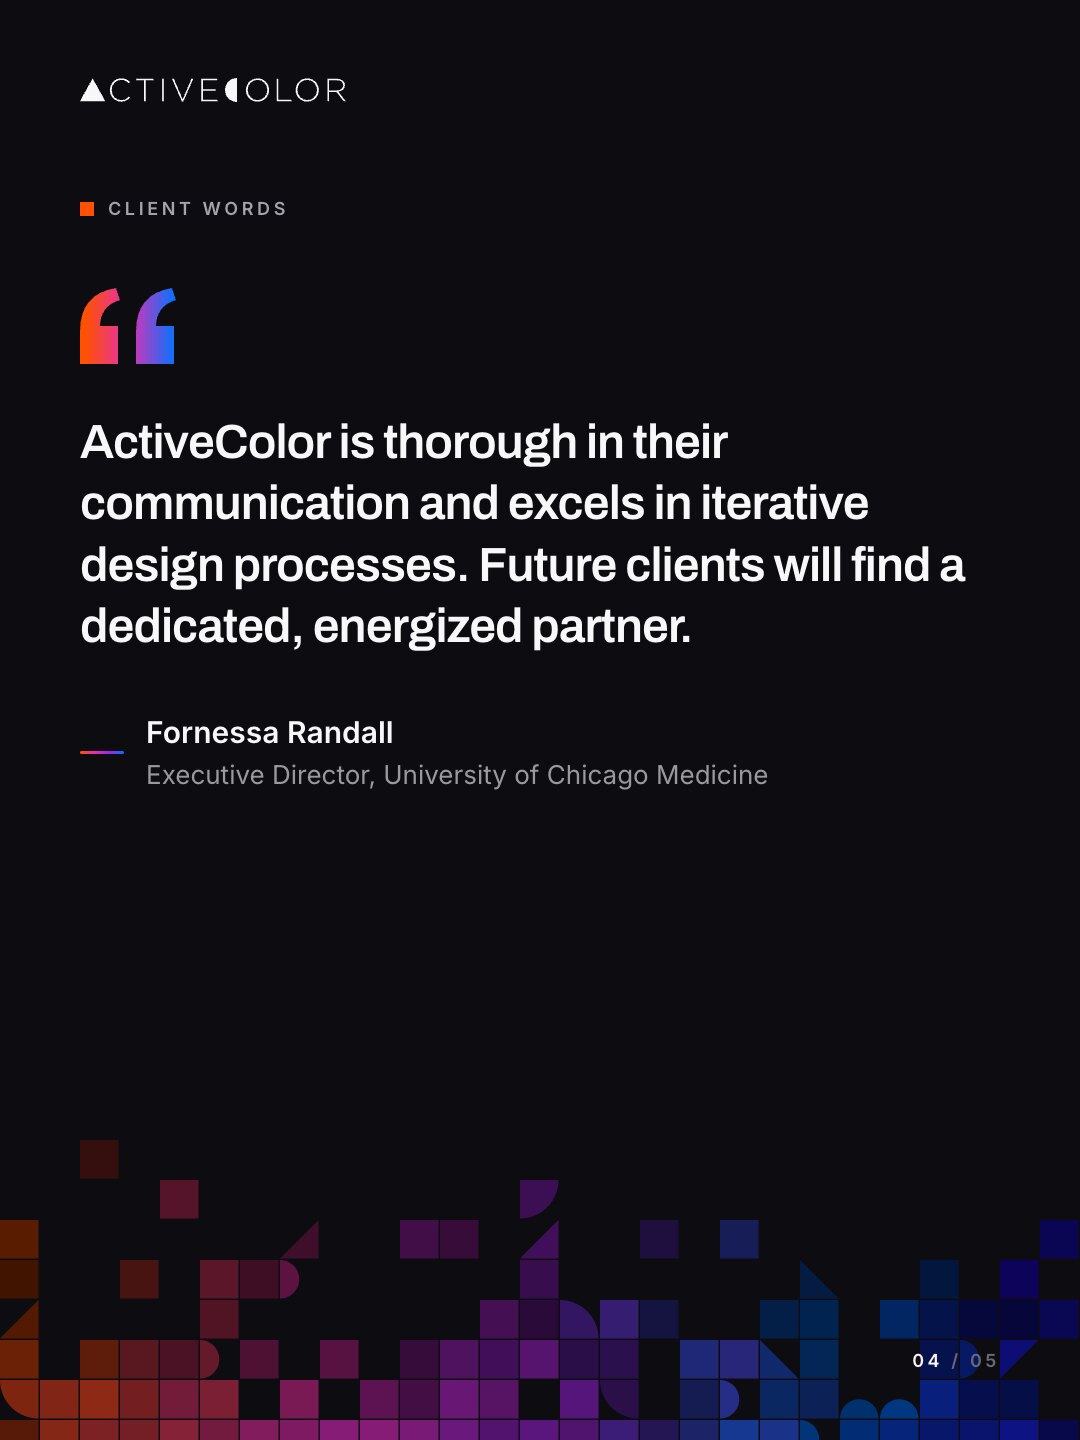 ACTIVECOLOR
CLIENT WORDS
“
ActiveColor is thorough in their
communication and excels in iterative
design processes. Future clients will find a
dedicated, energized partner.
Fornessa Randall
Executive Director, University of Chicago Medicine
04 / 05